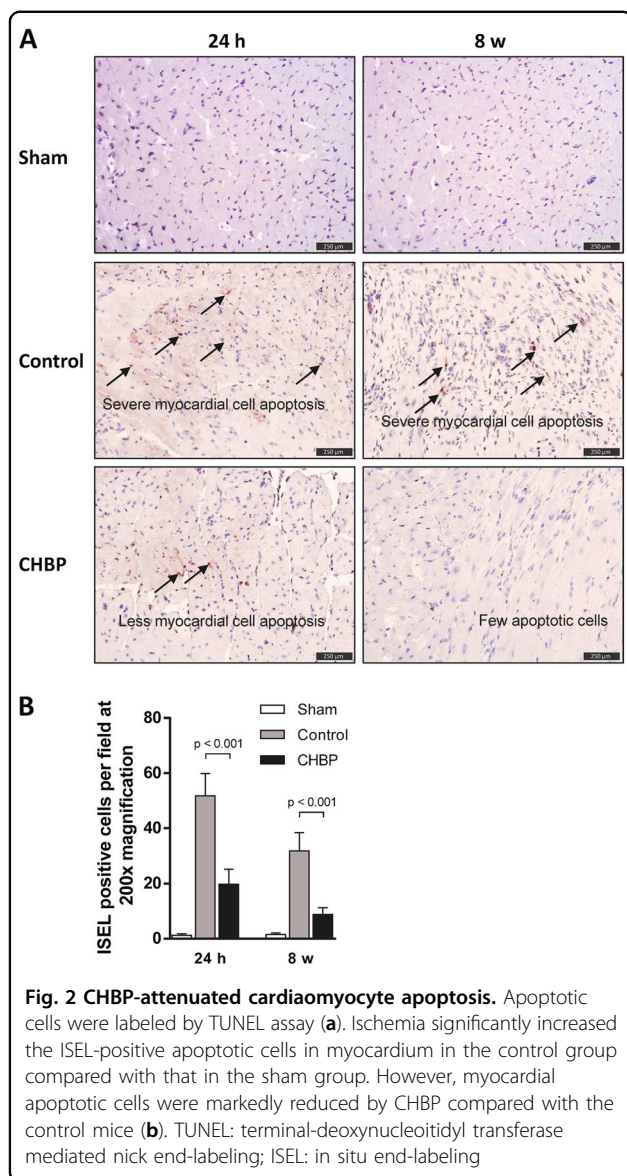 A
24 h
8 w
Sham
250 µm
250 µm
Control
Severe myocardial cell apoptosis
250 µm
Severe myocardial cell apoptosis
250 µm
CHBP
Less myocardial cell apoptosis
250 µm
Few apoptotic cells
250 µm
B
ISEL positive cells per field at
200x magnification
80
60
40
20
0
Sham
Control
CHBP
p < 0.001
p < 0.001
24 h
8 w
Fig. 2 CHBP-attenuated cardiaomyocyte apoptosis. Apoptotic
cells were labeled by TUNEL assay (a). Ischemia significantly increased
the ISEL-positive apoptotic cells in myocardium in the control group
compared with that in the sham group. However, myocardial
apoptotic cells were markedly reduced by CHBP compared with the
control mice (b). TUNEL: terminal-deoxynucleoitidyl transferase
mediated nick end-labeling; ISEL: in situ end-labeling